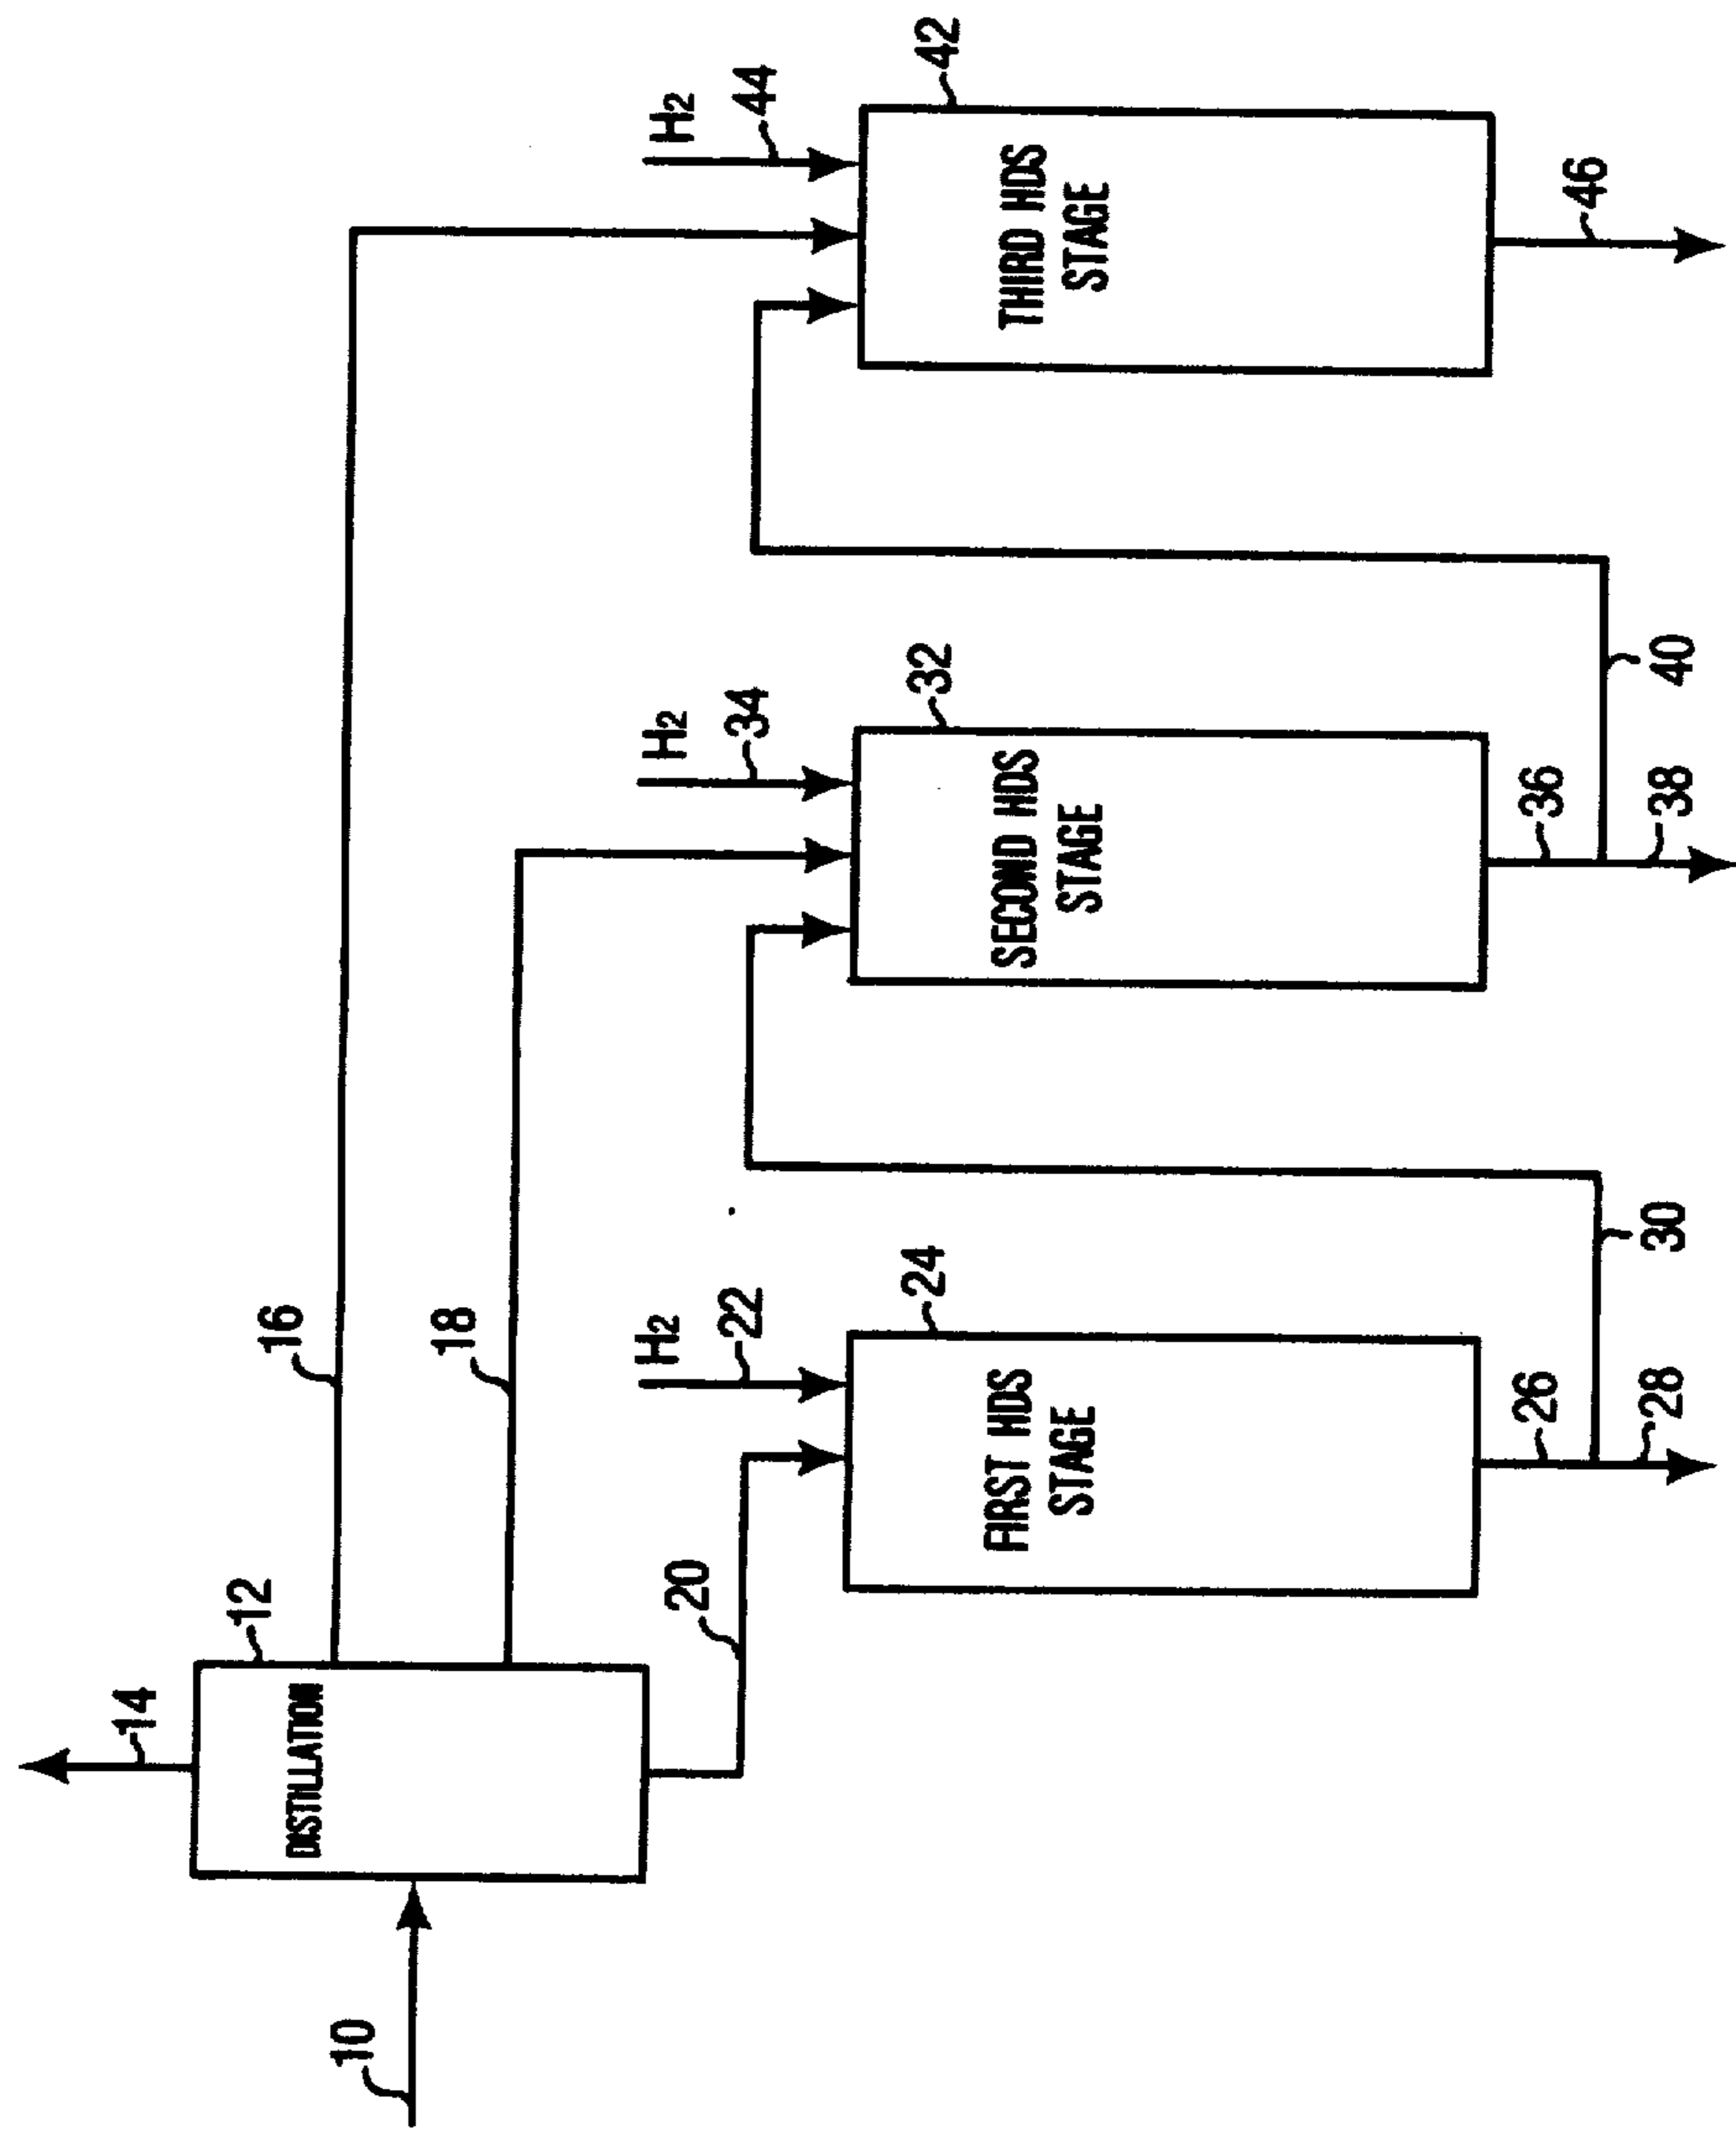 14
12
16
DISTILLATION
10
18
20
H₂
22
24
FIRST HDS
STAGE
26
28
30
H₂
34
32
SECOND HDS
STAGE
36
38
40
H₂
44
42
THIRD HDS
STAGE
46